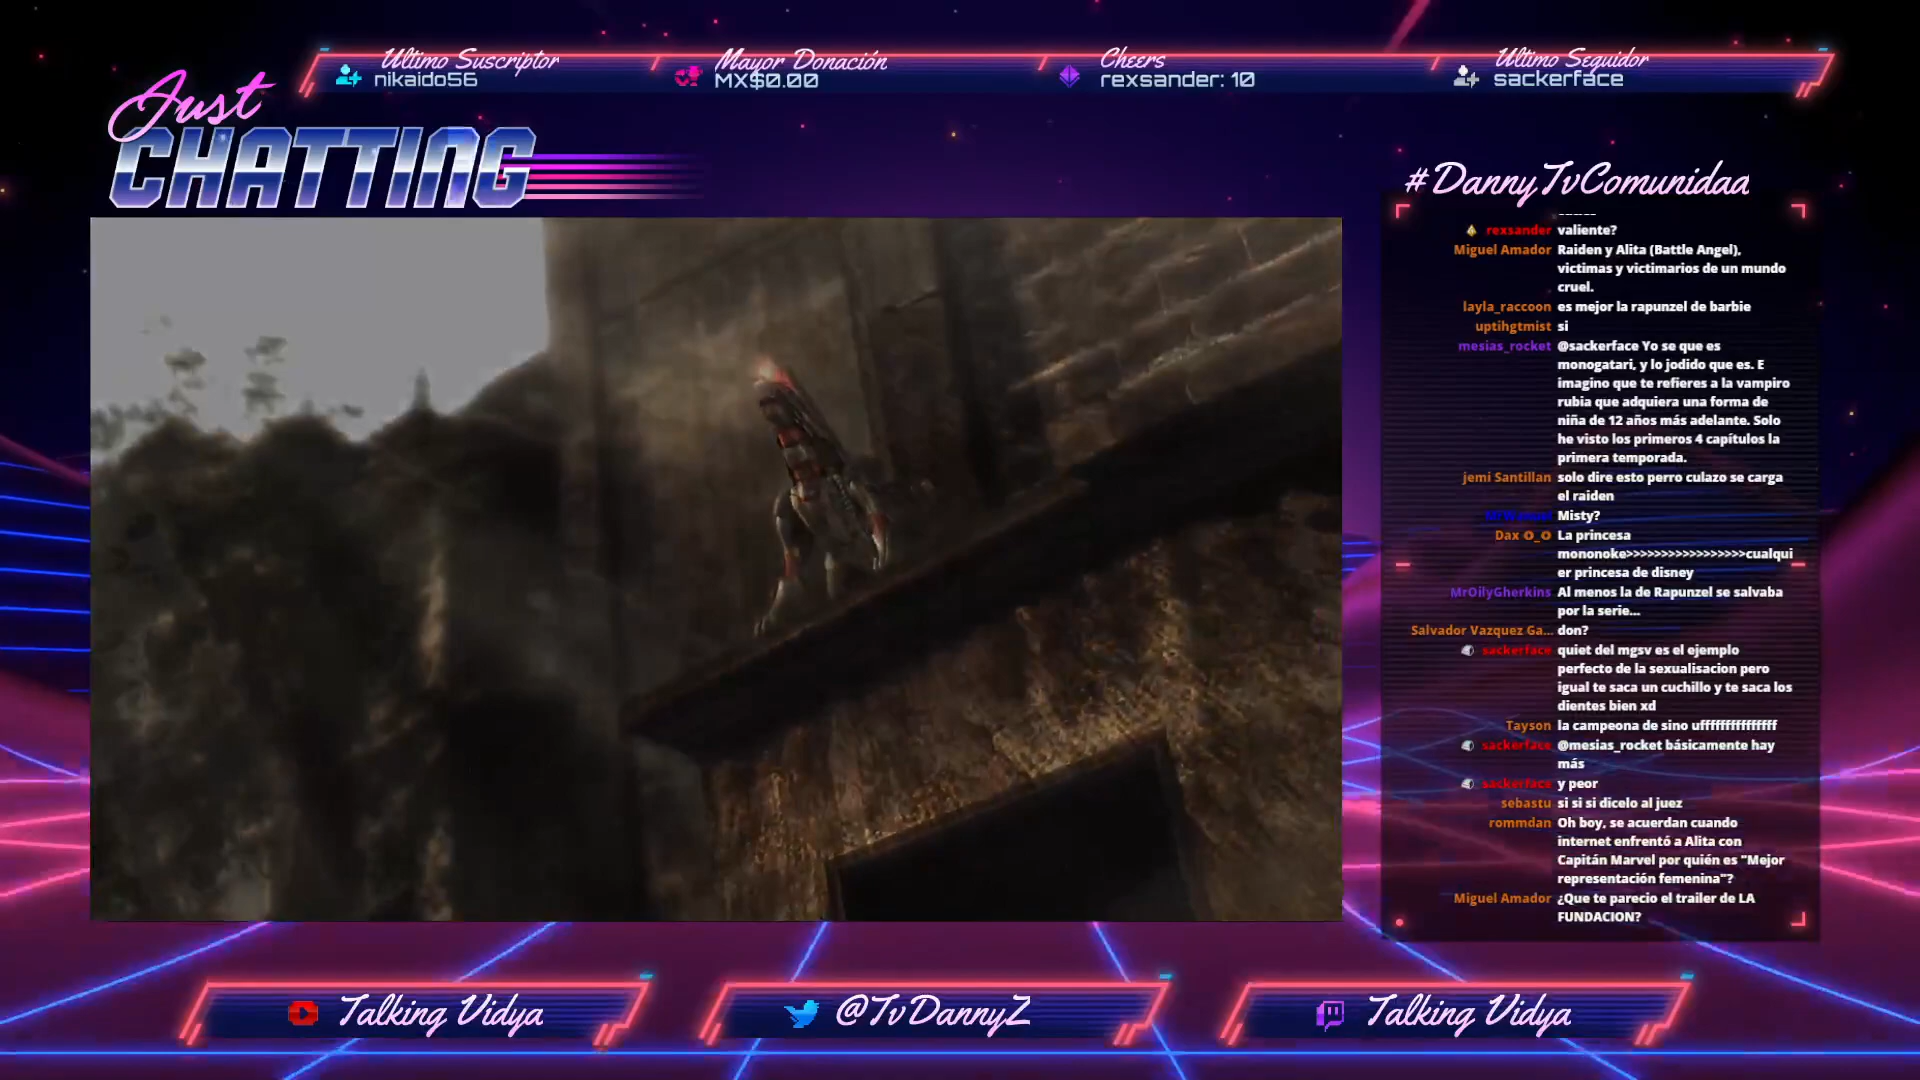 Ultimo Suscriptor
nikaido56
Mayor Donación
MX$0.00
Cheers
rexsander: 10
Ultimo Seguidor
sackerface
Just
CHATTING
#DannyTvComunidad
rexsander valiente?
Miguel Amador Raiden y Alita (Battle Angel),
victimas y victimarios de un mundo
cruel.
layla_raccoon es mejor la rapunzel de barbie
uptihgtmist si
mesias_rocket @sackerface Yo se que es
monogatari, y lo jodido que es. E
imagino que te refieres a la vampiro
rubia que adquiera una forma de
niña de 12 años más adelante. Solo
he visto los primeros 4 capítulos la
primera temporada.
jemi Santillan solo dire esto perro culazo se carga
el raiden
Misty?
Dax O_O La princesa
mononoke>>>>>>>>>>>>>>>>>cualqui
er princesa de disney
MrOilyGherkins Al menos la de Rapunzel se salvaba
por la serie...
Salvador Vazquez Ga... don?
sackerface quiet del mgsv es el ejemplo
perfecto de la sexualisacion pero
igual te saca un cuchillo y te saca los
dientes bien xd
Tayson la campeona de sino ufffffffffffffff
sackerface @mesias_rocket básicamente hay
más
sackerface y peor
sebastu si si si dicelo al juez
rommdan Oh boy, se acuerdan cuando
internet enfrentó a Alita con
Capitán Marvel por quién es "Mejor
representación femenina"?
Miguel Amador ¿Que te parecio el trailer de LA
FUNDACION?
Talking Vidya
@TvDannyZ
Talking Vidya